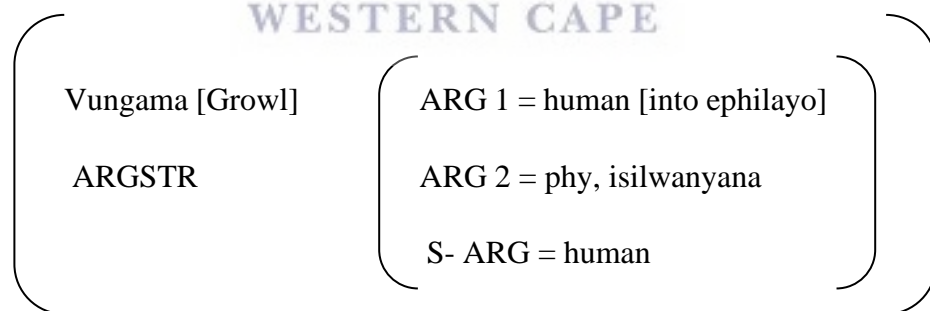 WESTERN CAPE
Vungama [Growl] ARG 1 = human [into ephilayo]
ARGSTR ARG 2 = phy, isilwanyana
S- ARG = human